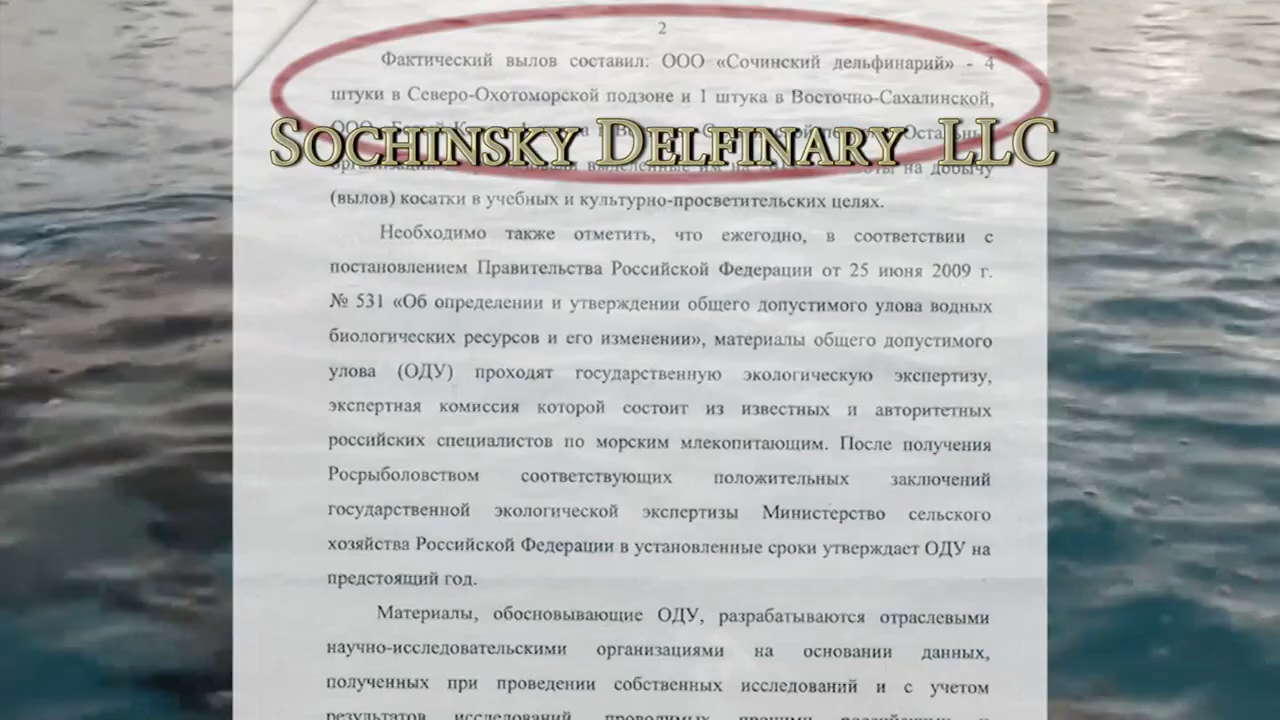 2
Фактический вылов составил: ООО «Сочинский дельфинарий» - 4
штуки в Северо-Охотоморской подзоне и 1 штука в Восточно-Сахалинской,
ООО
SOCHINSKY DELFINARY LLC
на добычу
(вылов) косатки в учебных и культурно-просветительских целях.
Необходимо также отметить, что ежегодно, в соответствии с
постановлением Правительства Российской Федерации от 25 июня 2009 г.
№ 531 «Об определении и утверждении общего допустимого улова водных
биологических ресурсов и его изменении», материалы общего допустимого
улова (ОДУ) проходят государственную экологическую экспертизу,
экспертная комиссия которой состоит из известных и авторитетных
российских специалистов по морским млекопитающим. После получения
Росрыболовством соответствующих положительных заключений
государственной экологической экспертизы Министерство сельского
хозяйства Российской Федерации в установленные сроки утверждает ОДУ на
предстоящий год.
Материалы, обосновывающие ОДУ, разрабатываются отраслевыми
научно-исследовательскими организациями на основании данных,
полученных при проведении собственных исследований и с учетом
результатов исследований,